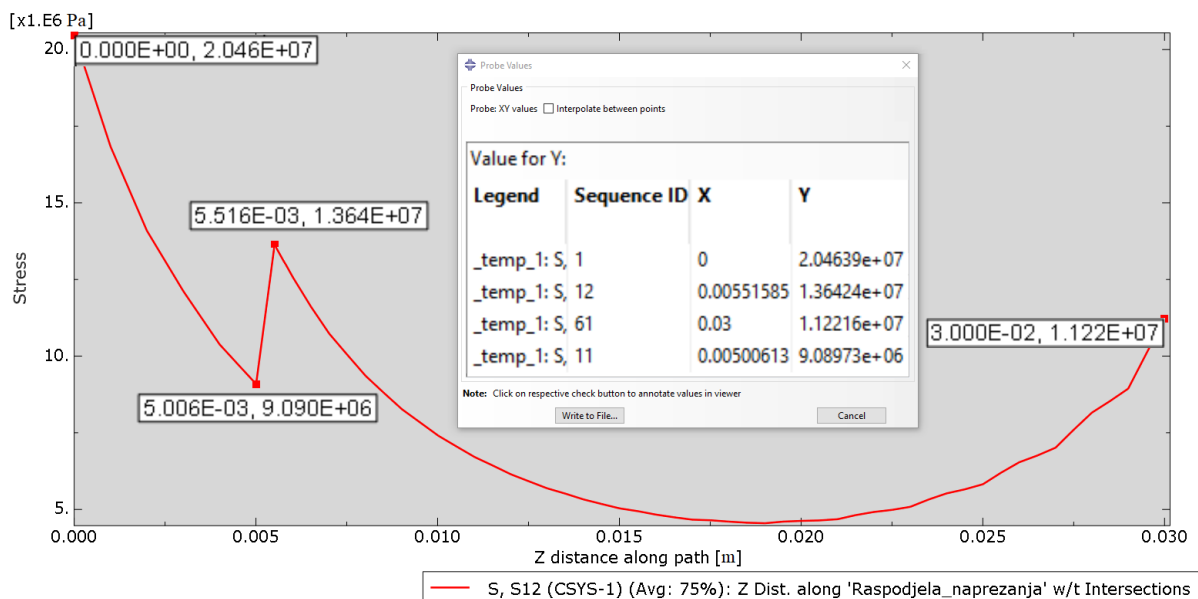 [x1.E6 Pa]
20.
15.
10.
5.
Stress
0.000E+00, 2.046E+07
5.516E-03, 1.364E+07
5.006E-03, 9.090E+06
3.000E-02, 1.122E+07
Probe Values
Probe Values
Probe: XY values Interpolate between points
Value for Y:
Legend Sequence ID X Y
_temp_1: S, 1 0 2.04639e+07
_temp_1: S, 12 0.00551585 1.36424e+07
_temp_1: S, 61 0.03 1.12216e+07
_temp_1: S, 11 0.00500613 9.08973e+06
Note: Click on respective check button to annotate values in viewer
Write to File... Cancel
0.000 0.005 0.010 0.015 0.020 0.025 0.030
Z distance along path [m]
S, S12 (CSYS-1) (Avg: 75%): Z Dist. along 'Raspodjela_naprezanja' w/t Intersections